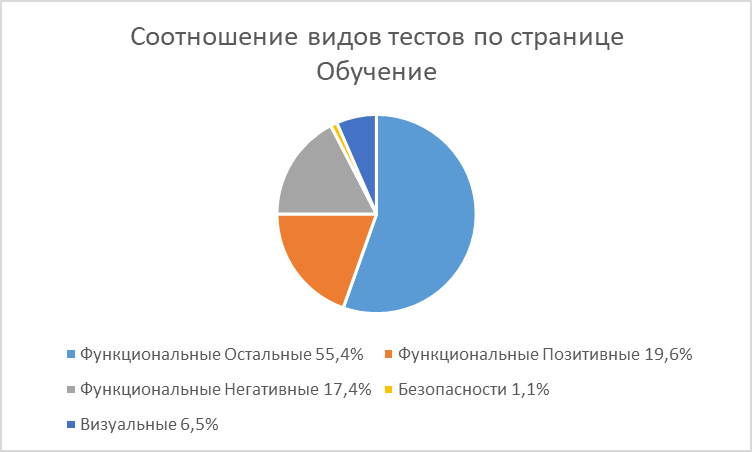 Соотношение видов тестов по странице
Обучение
Функциональные Остальные 55,4%
Функциональные Позитивные 19,6%
Функциональные Негативные 17,4%
Безопасности 1,1%
Визуальные 6,5%